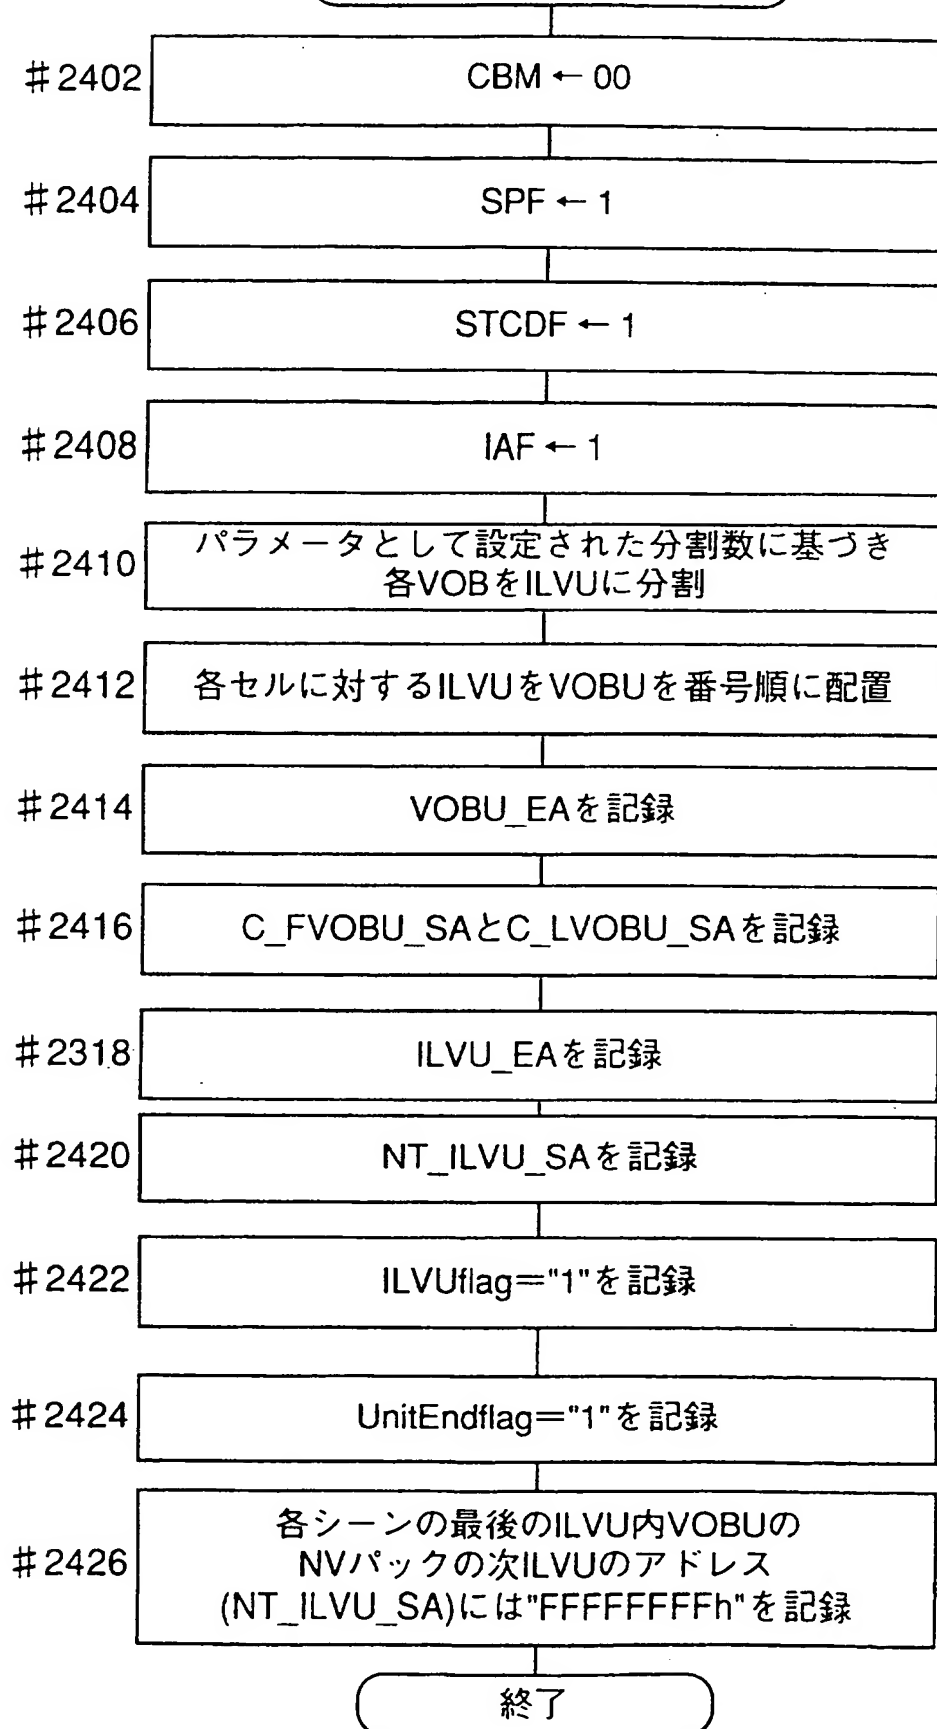 #2402
CBM ← 00
#2404
SPF ← 1
#2406
STCDF ← 1
#2408
IAF ← 1
#2410
パラメータとして設定された分割数に基づき
各VOBをILVUに分割
#2412
各セルに対するILVUをVOBUを番号順に配置
#2414
VOBU_EAを記録
#2416
C_FVOBU_SAとC_LVOBU_SAを記録
#2318
ILVU_EAを記録
#2420
NT_ILVU_SAを記録
#2422
ILVUflag="1"を記録
#2424
UnitEndflag="1"を記録
#2426
各シーンの最後のILVU内VOBUの
NVパックの次ILVUのアドレス
(NT_ILVU_SA)には"FFFFFFFFh"を記録
終了